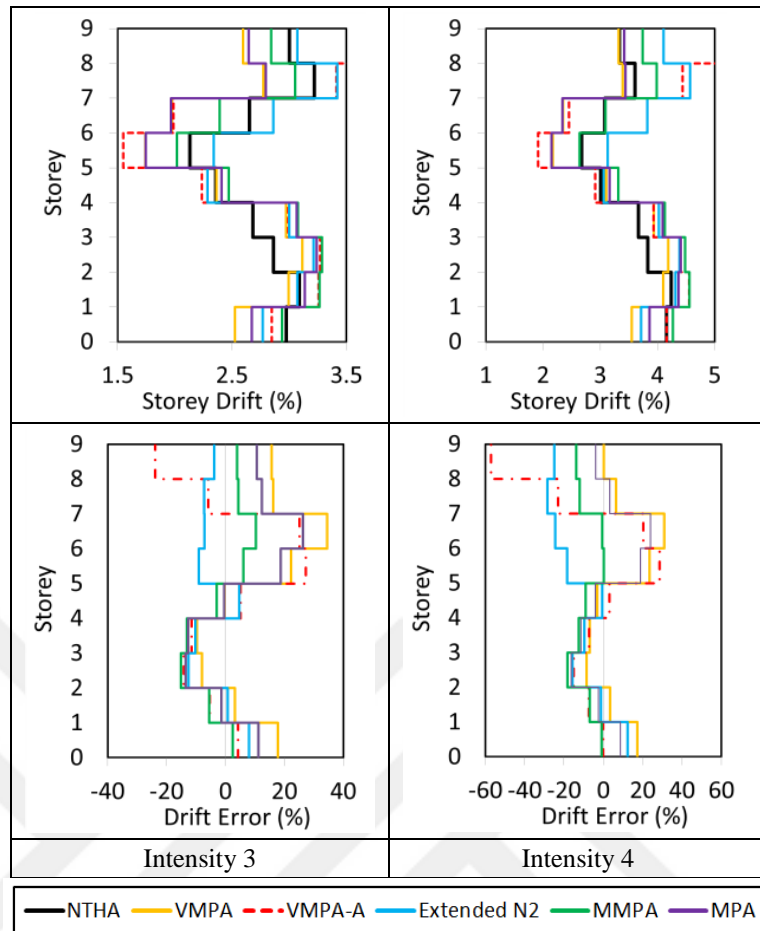 9
8
7
6
5
4
3
2
1
0
Storey
1.5 2.5 3.5
Storey Drift (%)
9
8
7
6
5
4
3
2
1
0
Storey
1 2 3 4 5
Storey Drift (%)
9
8
7
6
5
4
3
2
1
0
Storey
-40 -20 0 20 40
Drift Error (%)
9
8
7
6
5
4
3
2
1
0
Storey
-60 -40 -20 0 20 40 60
Drift Error (%)
Intensity 3 Intensity 4
NTHA VMPA VMPA-A Extended N2 MMPA MPA